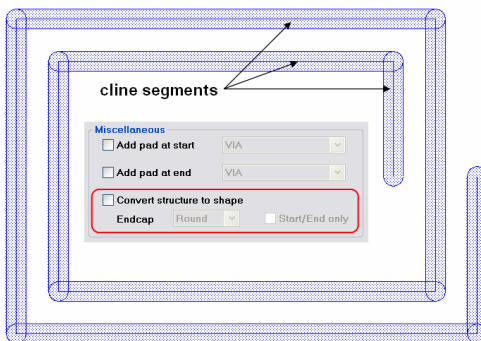 cline segments
Miscellaneous
Add pad at start VIA
Add pad at end VIA
Convert structure to shape
Endcap Round Start/End only